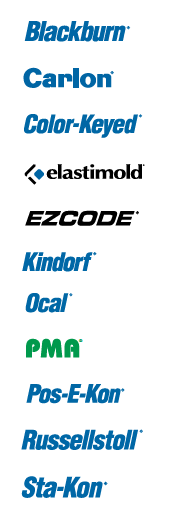 Blackburn®
Carlon®
Color-Keyed®
elastimold®
EZCODE®
Kindorf®
Ocal®
PMA®
Pos-E-Kon®
Russellstoll®
Sta-Kon®